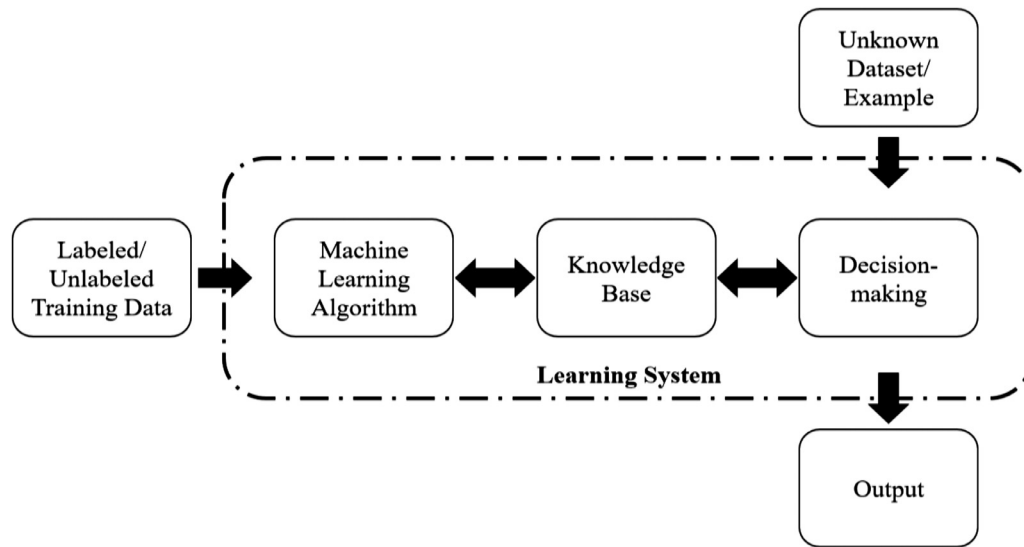 Unknown
Dataset/
Example
Labeled/
Unlabeled
Training Data
Machine
Learning
Algorithm
Knowledge
Base
Decision-
making
Learning System
Output